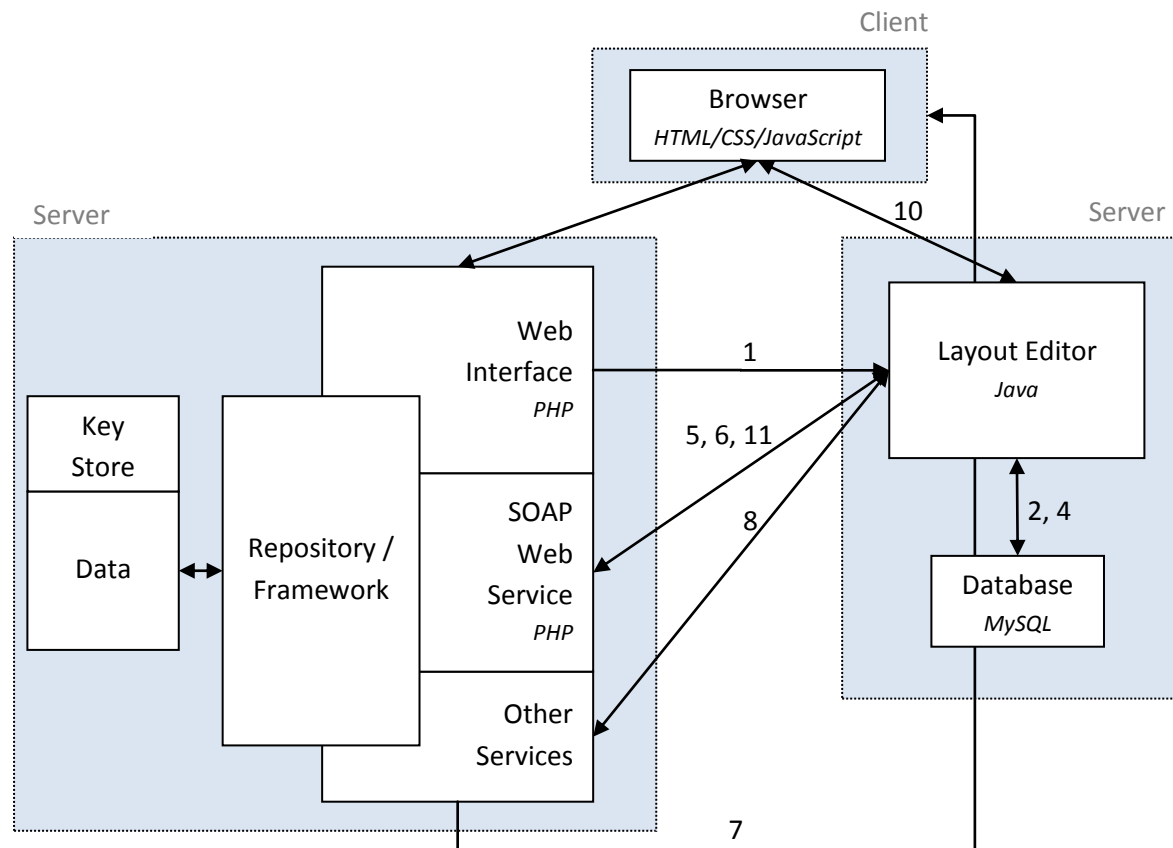 Client
Browser
HTML/CSS/JavaScript
Server
10
Server
Web
Interface
PHP
1
Layout Editor
Java
Key
Store
5, 6, 11
Data
Repository /
Framework
SOAP
Web
Service
PHP
8
2, 4
Database
MySQL
Other
Services
7